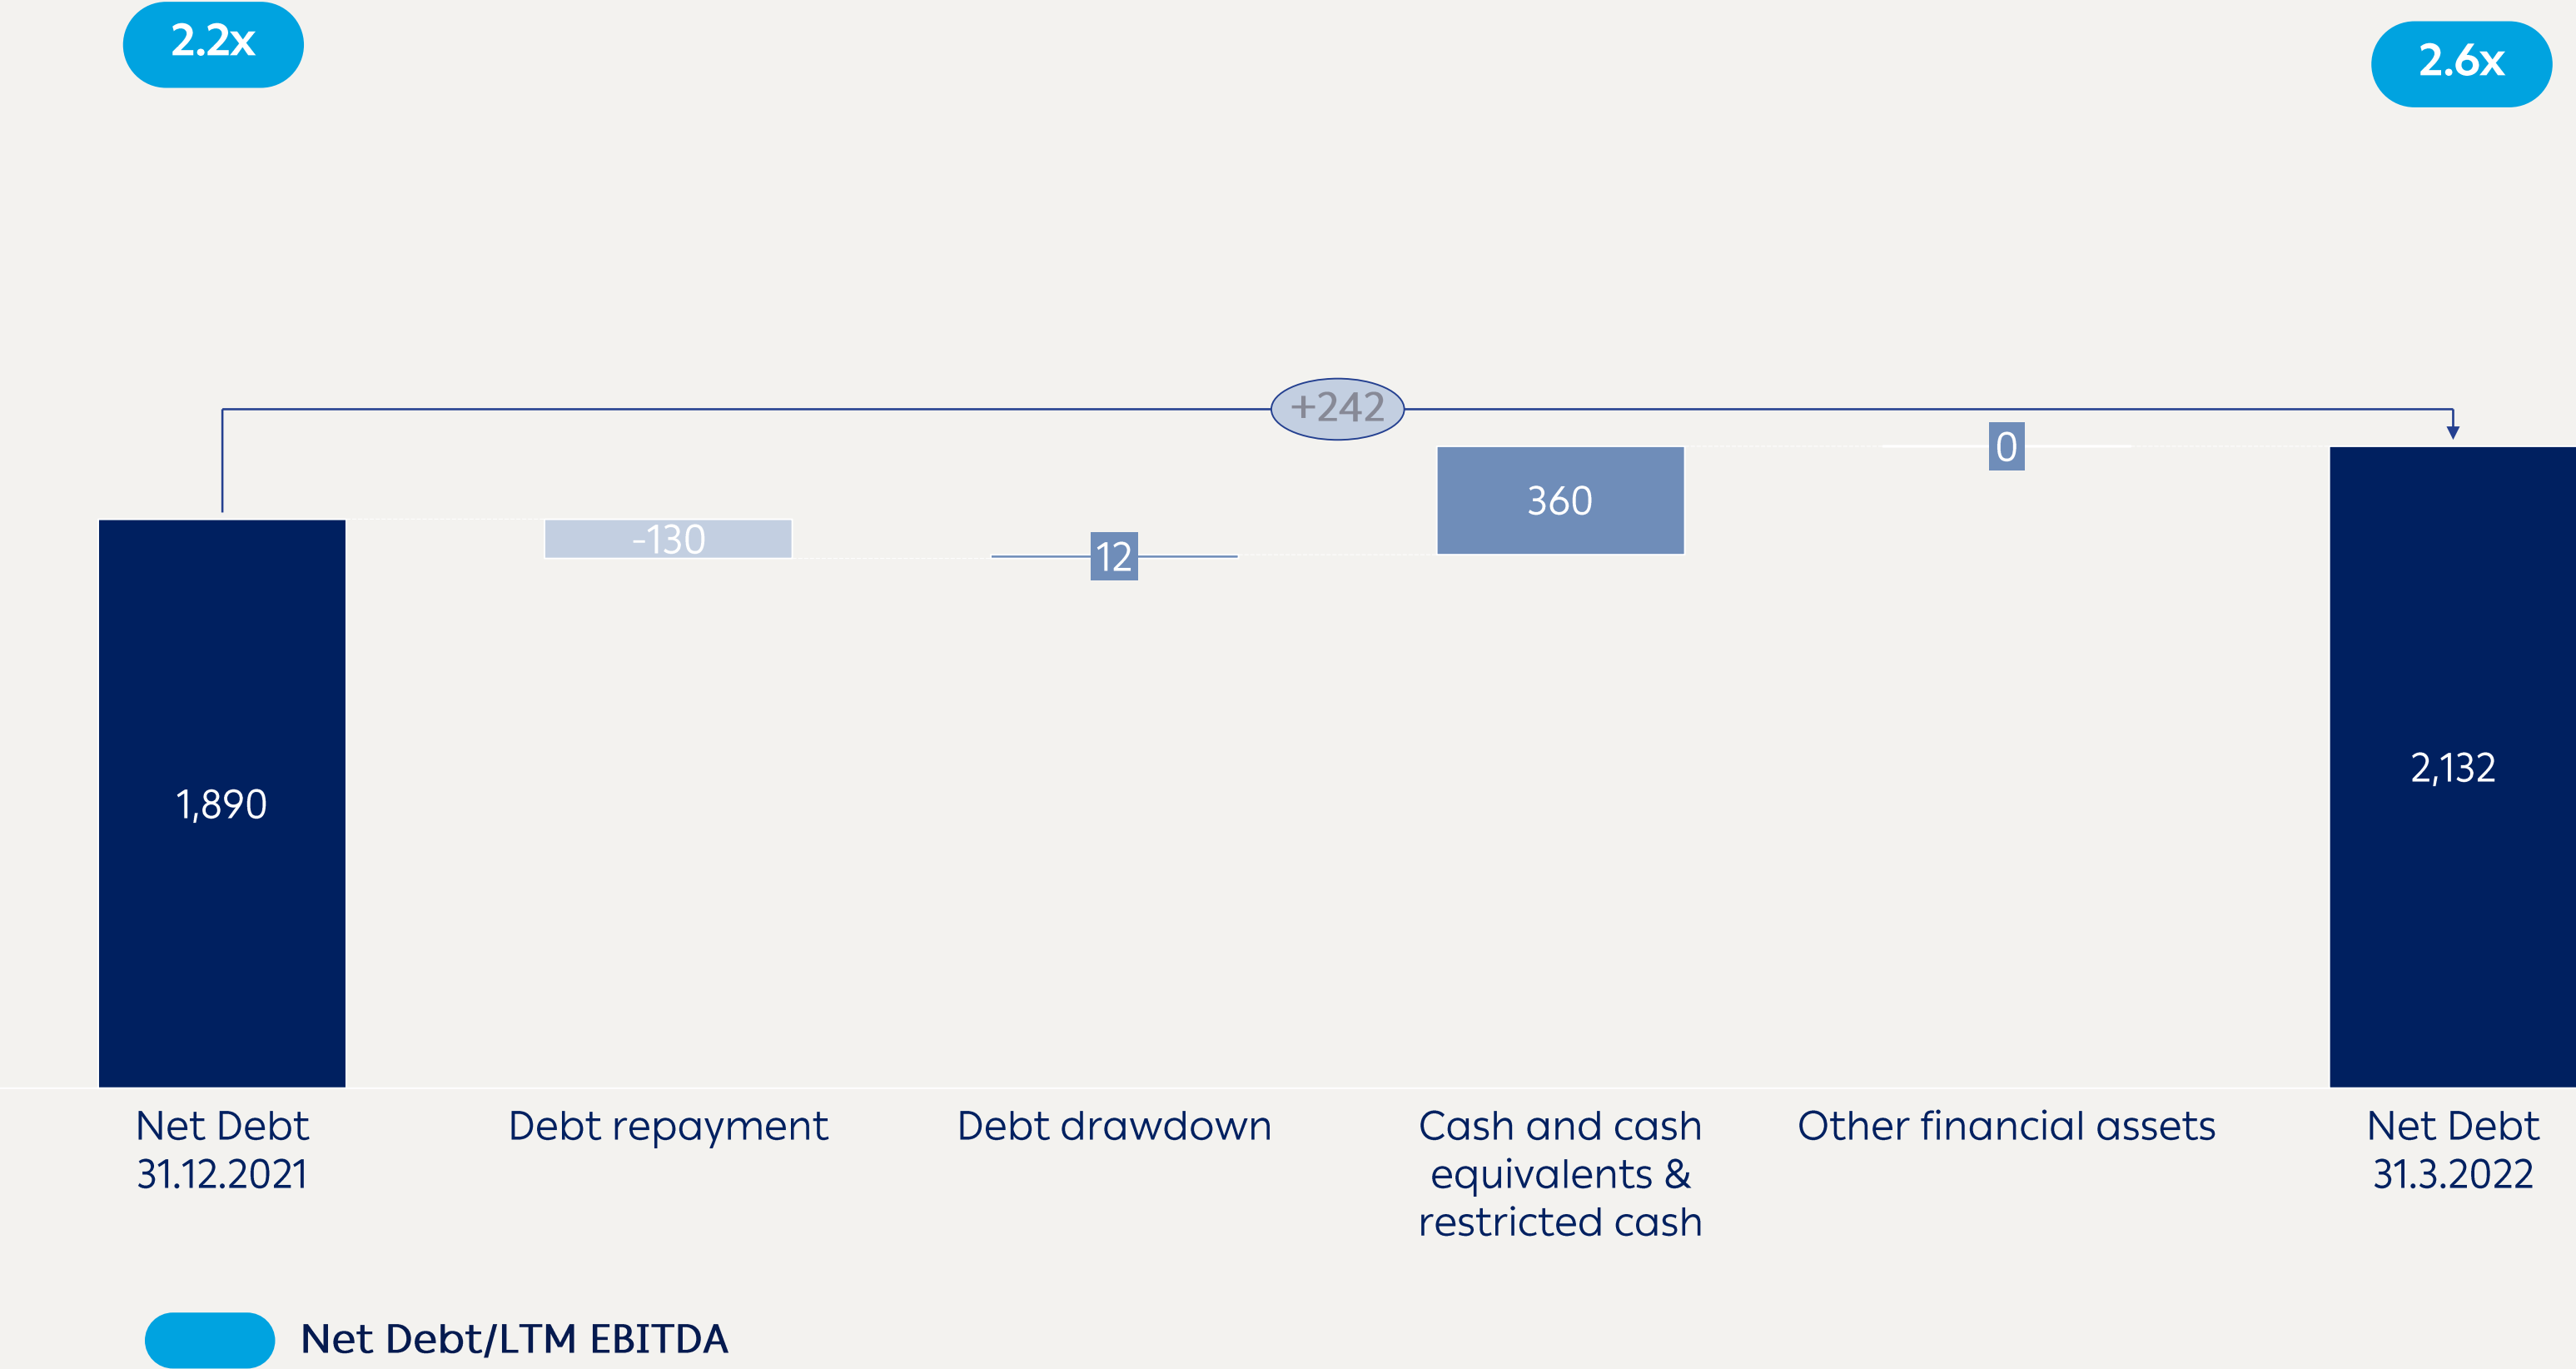 2.2x
2.6x
+242
0
360
-130
12
2,132
1,890
Net Debt
31.12.2021
Debt repayment
Debt drawdown
Cash and cash
equivalents &
restricted cash
Other financial assets
Net Debt
31.3.2022
Net Debt/LTM EBITDA